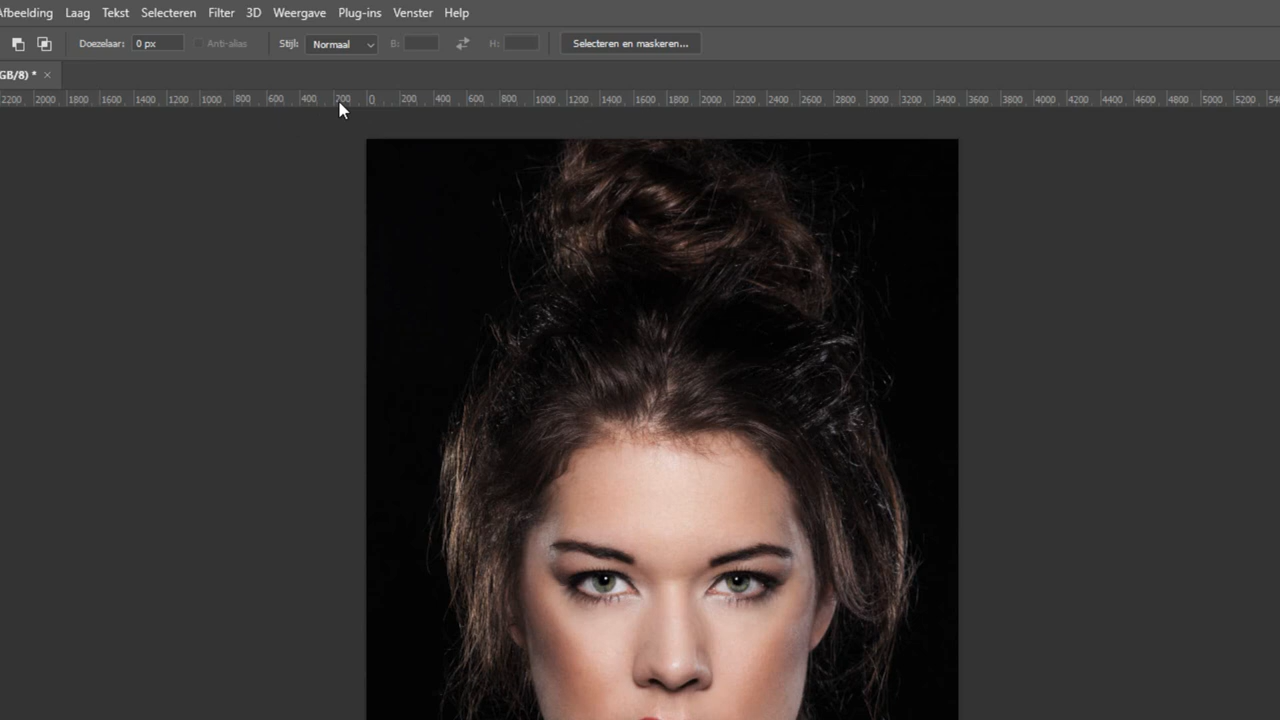 Afbeelding Laag Tekst Selecteren Filter 3D Weergave Plug-ins Venster Help
Doezelaar: 0 px Anti-alias Stijl: Normaal B: H: Selecteren en maskeren...
GB/8) * ×
2200 2000 1800 1600 1400 1200 1000 800 600 400 200 0 200 400 600 800 1000 1200 1400 1600 1800 2000 2200 2400 2600 2800 3000 3200 3400 3600 3800 4000 4200 4400 4600 4800 5000 5200 540